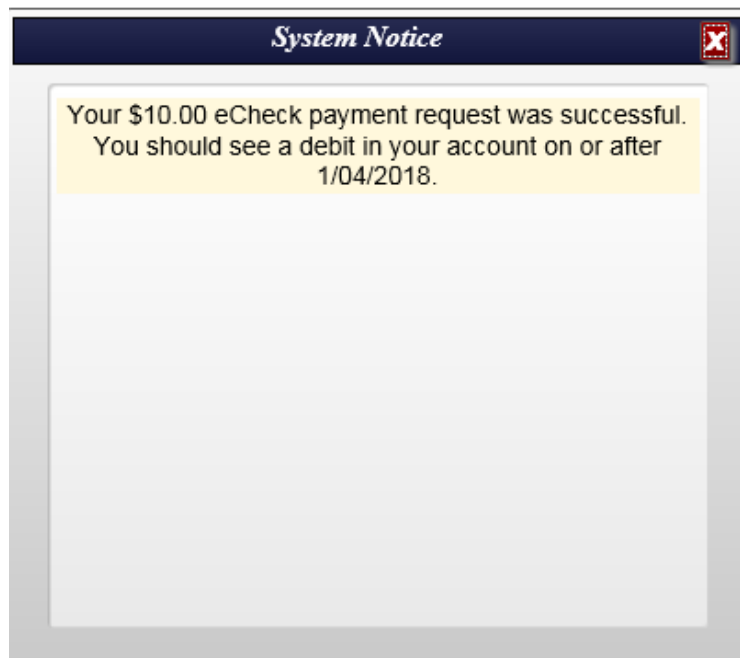 System Notice
Your $10.00 eCheck payment request was successful.
You should see a debit in your account on or after
1/04/2018.